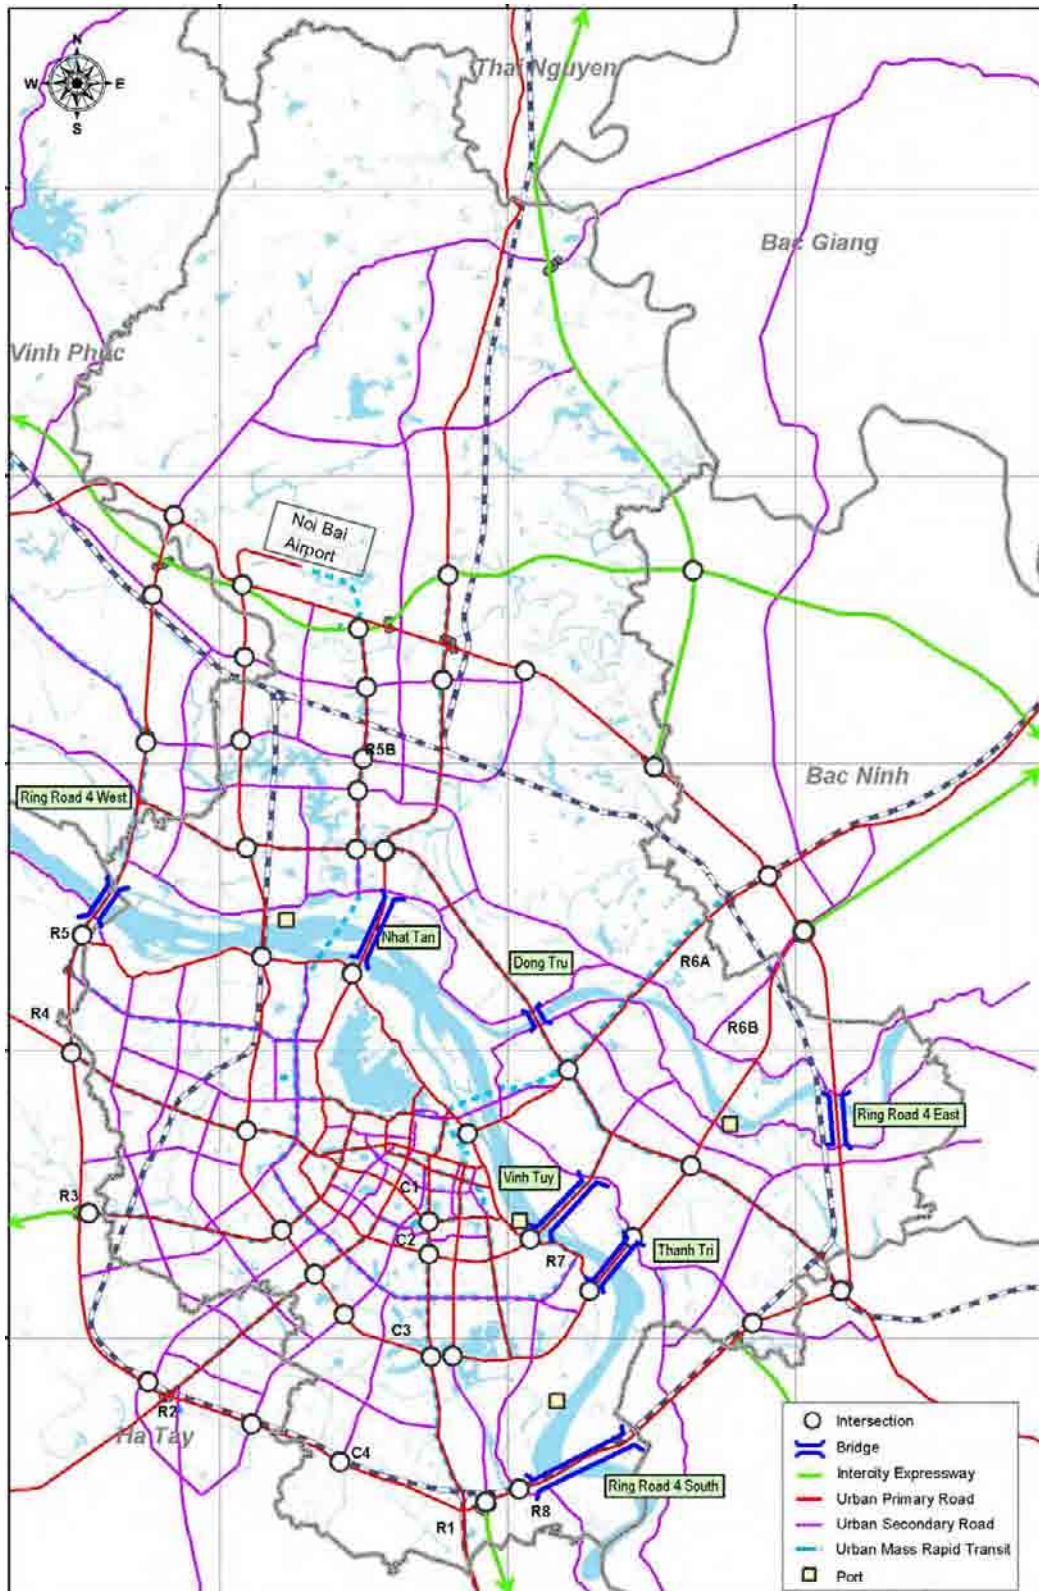 N
W E
S
Thai Nguyen
Bac Giang
Vinh Phuc
Noi Bai
Airport
R5B
Bac Ninh
Ring Road 4 West
R5
Nhat Tan
R6A
Dong Tru
R4
R6B
Ring Road 4 East
Vinh Tuy
C1
R3
C2
R7
Thanh Tri
C3
R2
Ha Tay
C4
Ring Road 4 South
R1
R8
Intersection
Bridge
Intercity Expressway
Urban Primary Road
Urban Secondary Road
Urban Mass Rapid Transit
Port